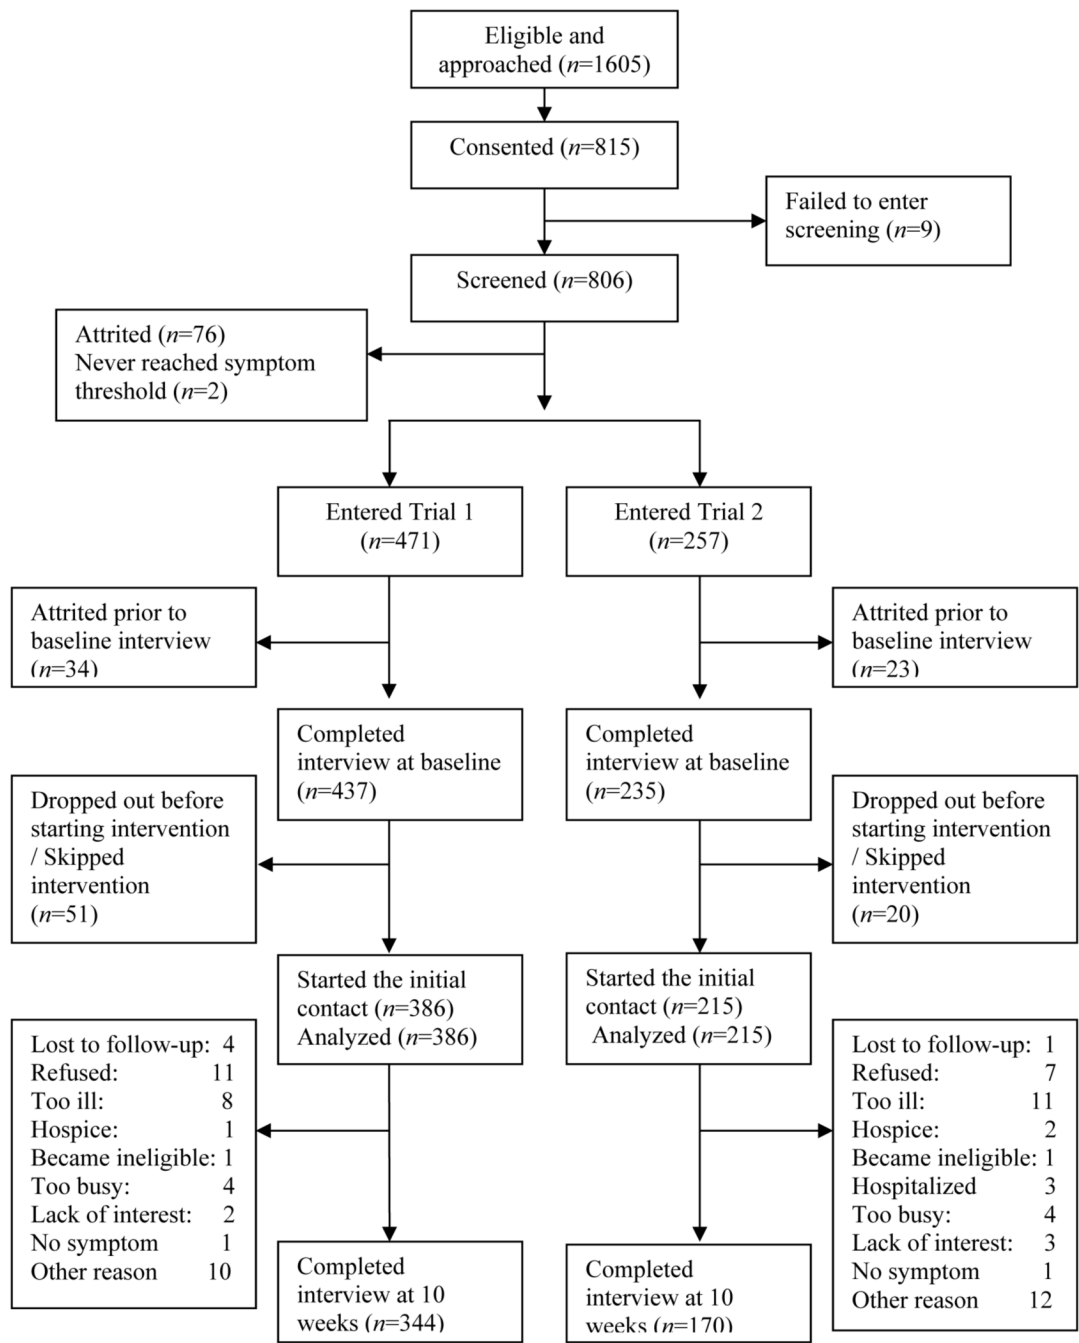 Eligible and
approached (n=1605)
Consented (n=815)
Failed to enter
screening (n=9)
Screened (n=806)
Attrited (n=76)
Never reached symptom
threshold (n=2)
Entered Trial 1
(n=471)
Entered Trial 2
(n=257)
Attrited prior to
baseline interview
(n=34)
Attrited prior to
baseline interview
(n=23)
Completed
interview at baseline
(n=437)
Completed
interview at baseline
(n=235)
Dropped out before
starting intervention
/ Skipped
intervention
(n=51)
Dropped out before
starting intervention
/ Skipped
intervention
(n=20)
Started the initial
contact (n=386)
Analyzed (n=386)
Started the initial
contact (n=215)
Analyzed (n=215)
Lost to follow-up: 4
Refused: 11
Too ill: 8
Hospice: 1
Became ineligible: 1
Too busy: 4
Lack of interest: 2
No symptom 1
Other reason 10
Lost to follow-up: 1
Refused: 7
Too ill: 11
Hospice: 2
Became ineligible: 1
Hospitalized 3
Too busy: 4
Lack of interest: 3
No symptom 1
Other reason 12
Completed
interview at 10
weeks (n=344)
Completed
interview at 10
weeks (n=170)